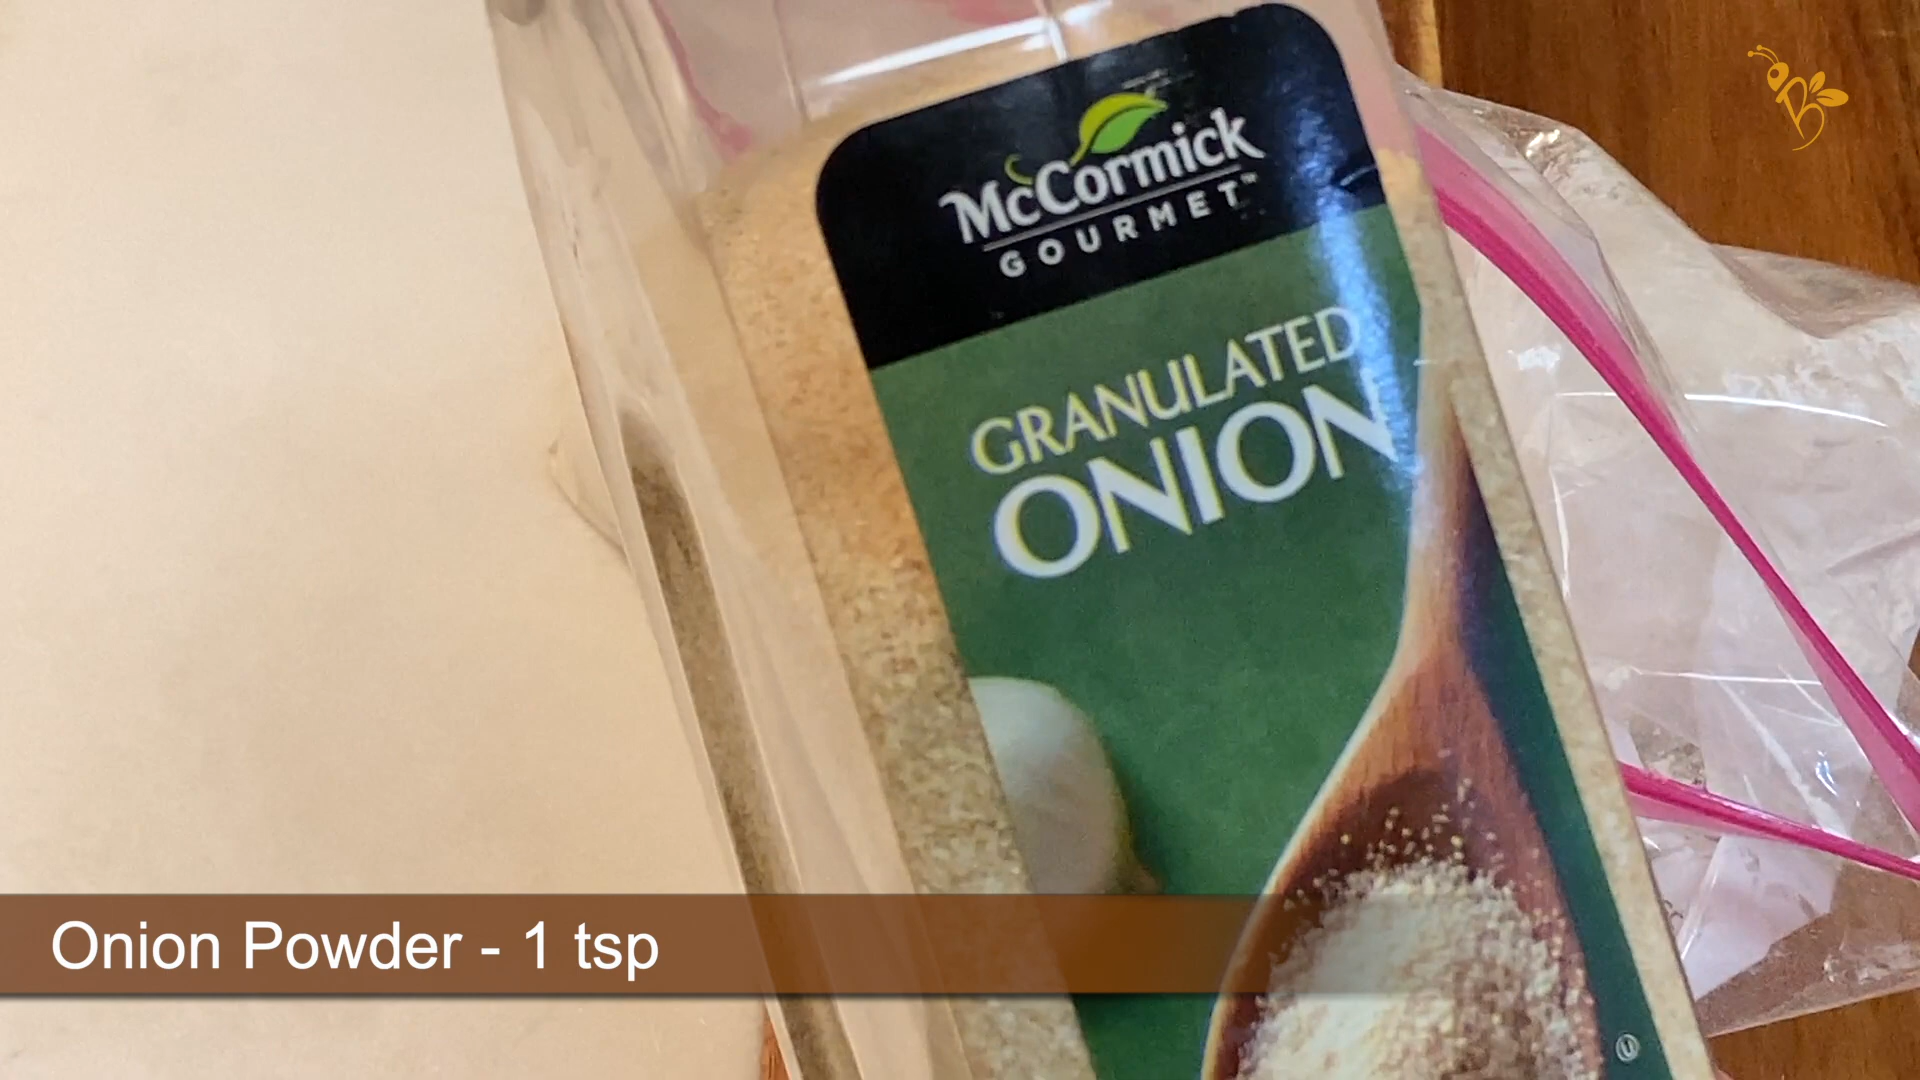 McCormick
GOURMET™
GRANULATED
ONION
Onion Powder - 1 tsp